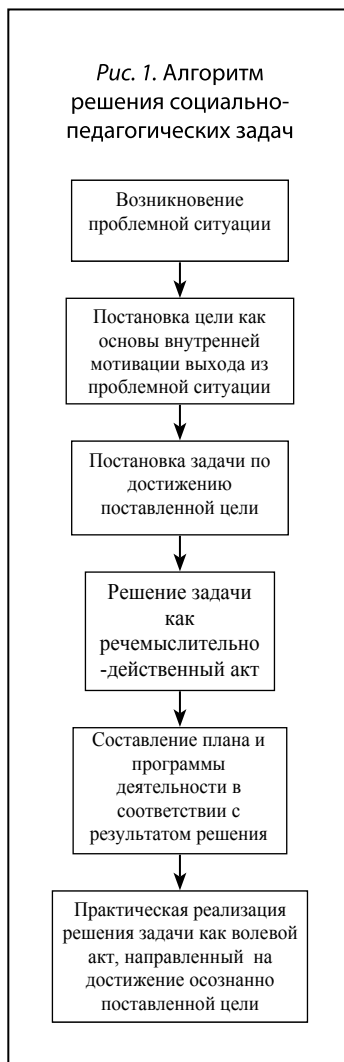 Рис. 1. Алгоритм
решения социально-
педагогических задач
Возникновение
проблемной ситуации
Постановка цели как
основы внутренней
мотивации выхода из
проблемной ситуации
Постановка задачи по
достижению
поставленной цели
Решение задачи
как
речемыслительно
-действенный акт
Составление плана и
программы
деятельности в
соответствии с
результатом решения
Практическая реализация
решения задачи как волевой
акт, направленный на
достижение осознанно
поставленной цели